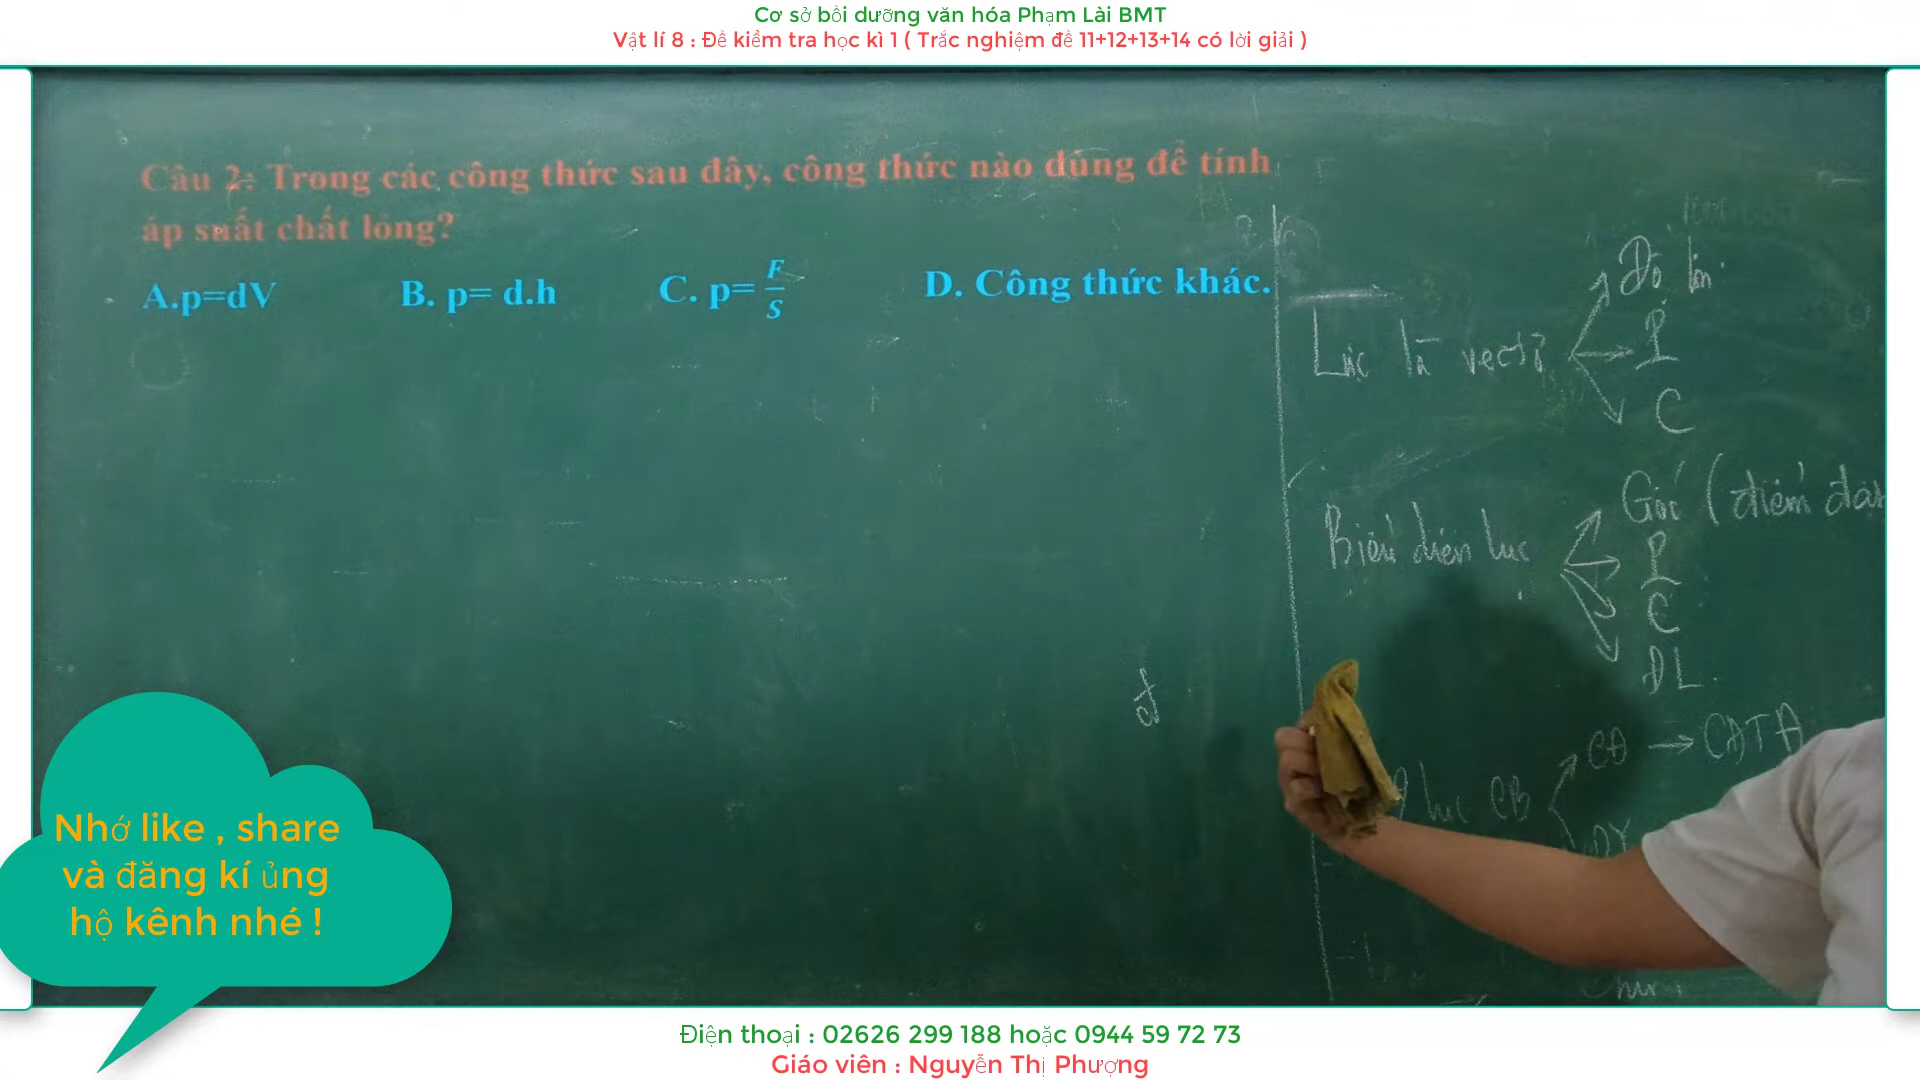 Cơ sở bồi dưỡng văn hóa Phạm Lài BMT
Vật lí 8 : Đề kiểm tra học kì 1 ( Trắc nghiệm đề 11+12+13+14 có lời giải )
Câu 2: Trong các công thức sau đây, công thức nào dùng để tính
áp suất chất lỏng?
A.p=dV B. p= d.h C. p= F/S D. Công thức khác.
Độ lớn
Lực là vectơ
P
C
Gốc (điểm đặt
Biểu diễn lực
P
C
ĐL.
lực CB
CĐ → CĐTĐ
Nhớ like , share
và đăng kí ủng
hộ kênh nhé !
Điện thoại : 02626 299 188 hoặc 0944 59 72 73
Giáo viên : Nguyễn Thị Phượng